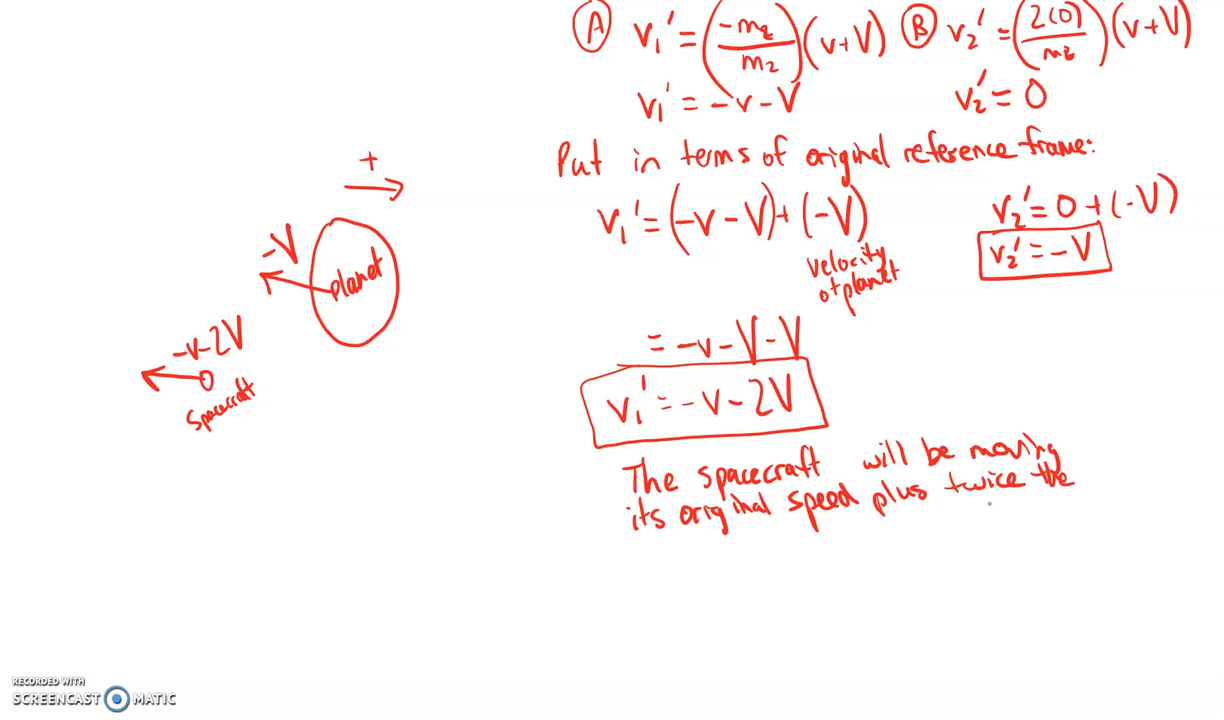 (A) v₁' = (-m₂/m₂)(v+V) (B) v₂' = (2(0)/m₂)(v+V)
v₁' = -v-V v₂' = 0
Put in terms of original reference frame:
v₁' = (-v-V)+(-V) v₂' = 0+(-V)
velocity
of planet
v₂' = -V
= -v-V-V
v₁' = -v-2V
The spacecraft will be moving
its original speed plus twice the
+
-V
planet
-v-2V
spacecraft
RECORDED WITH
SCREENCAST MATIC